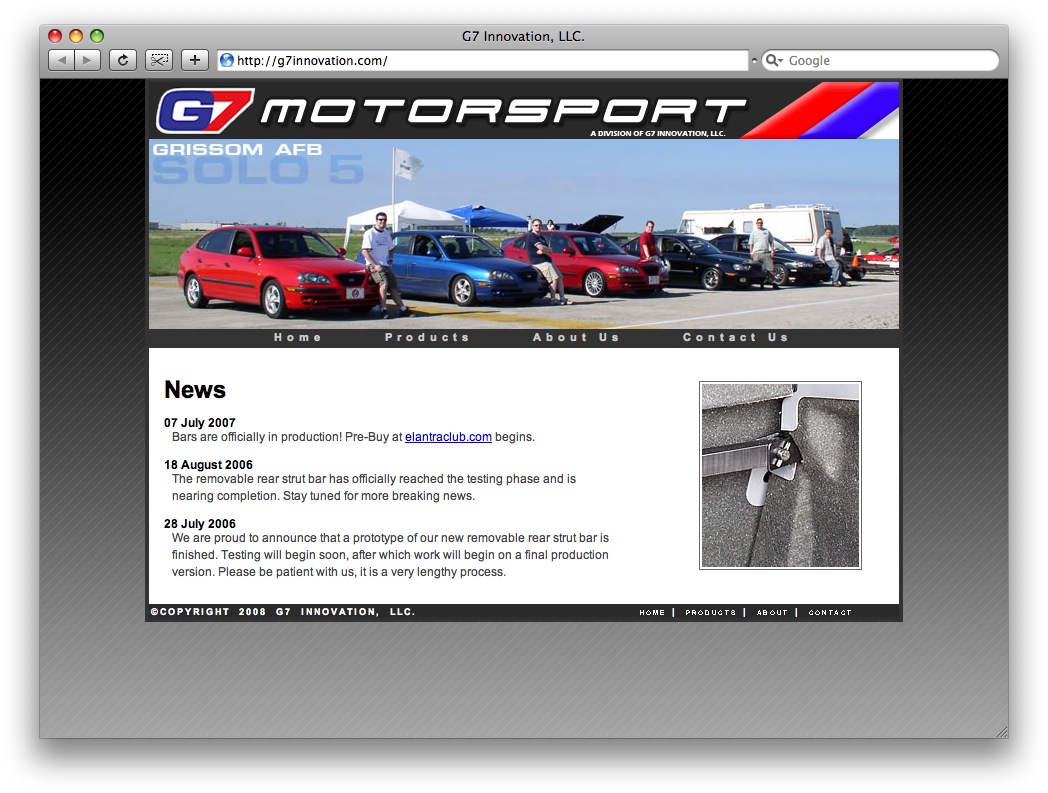 G7 Innovation, LLC.
http://g7innovation.com/
Google
G7 MOTORSPORT
A DIVISION OF G7 INNOVATION, LLC.
GRISSOM AFB
SOLO 5
Home Products About Us Contact Us
News
07 July 2007
Bars are officially in production! Pre-Buy at elantraclub.com begins.
18 August 2006
The removable rear strut bar has officially reached the testing phase and is
nearing completion. Stay tuned for more breaking news.
28 July 2006
We are proud to announce that a prototype of our new removable rear strut bar is
finished. Testing will begin soon, after which work will begin on a final production
version. Please be patient with us, it is a very lengthy process.
©COPYRIGHT 2008 G7 INNOVATION, LLC.
HOME | PRODUCTS | ABOUT | CONTACT